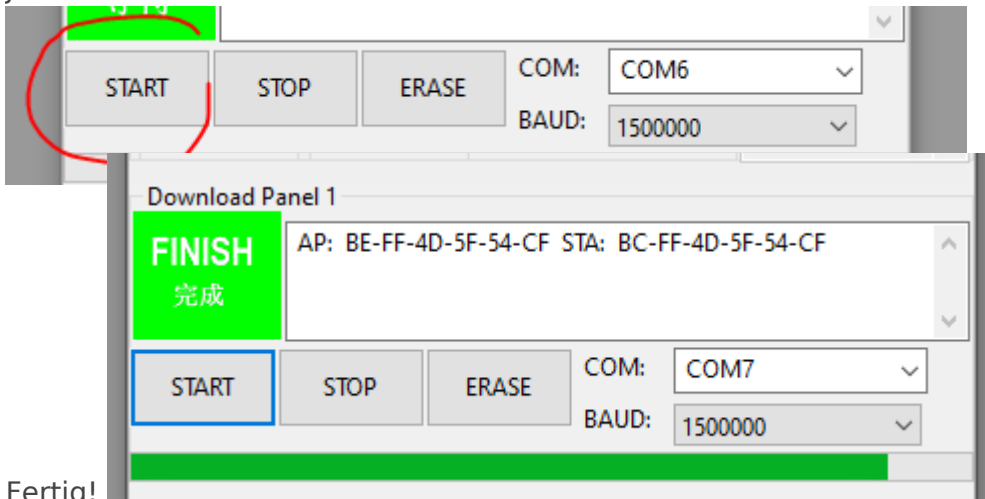 START
STOP
ERASE
COM:
COM6
BAUD:
1500000
Download Panel 1
FINISH
完成
AP: BE-FF-4D-5F-54-CF STA: BC-FF-4D-5F-54-CF
START
STOP
ERASE
COM:
COM7
BAUD:
1500000
Fertig!